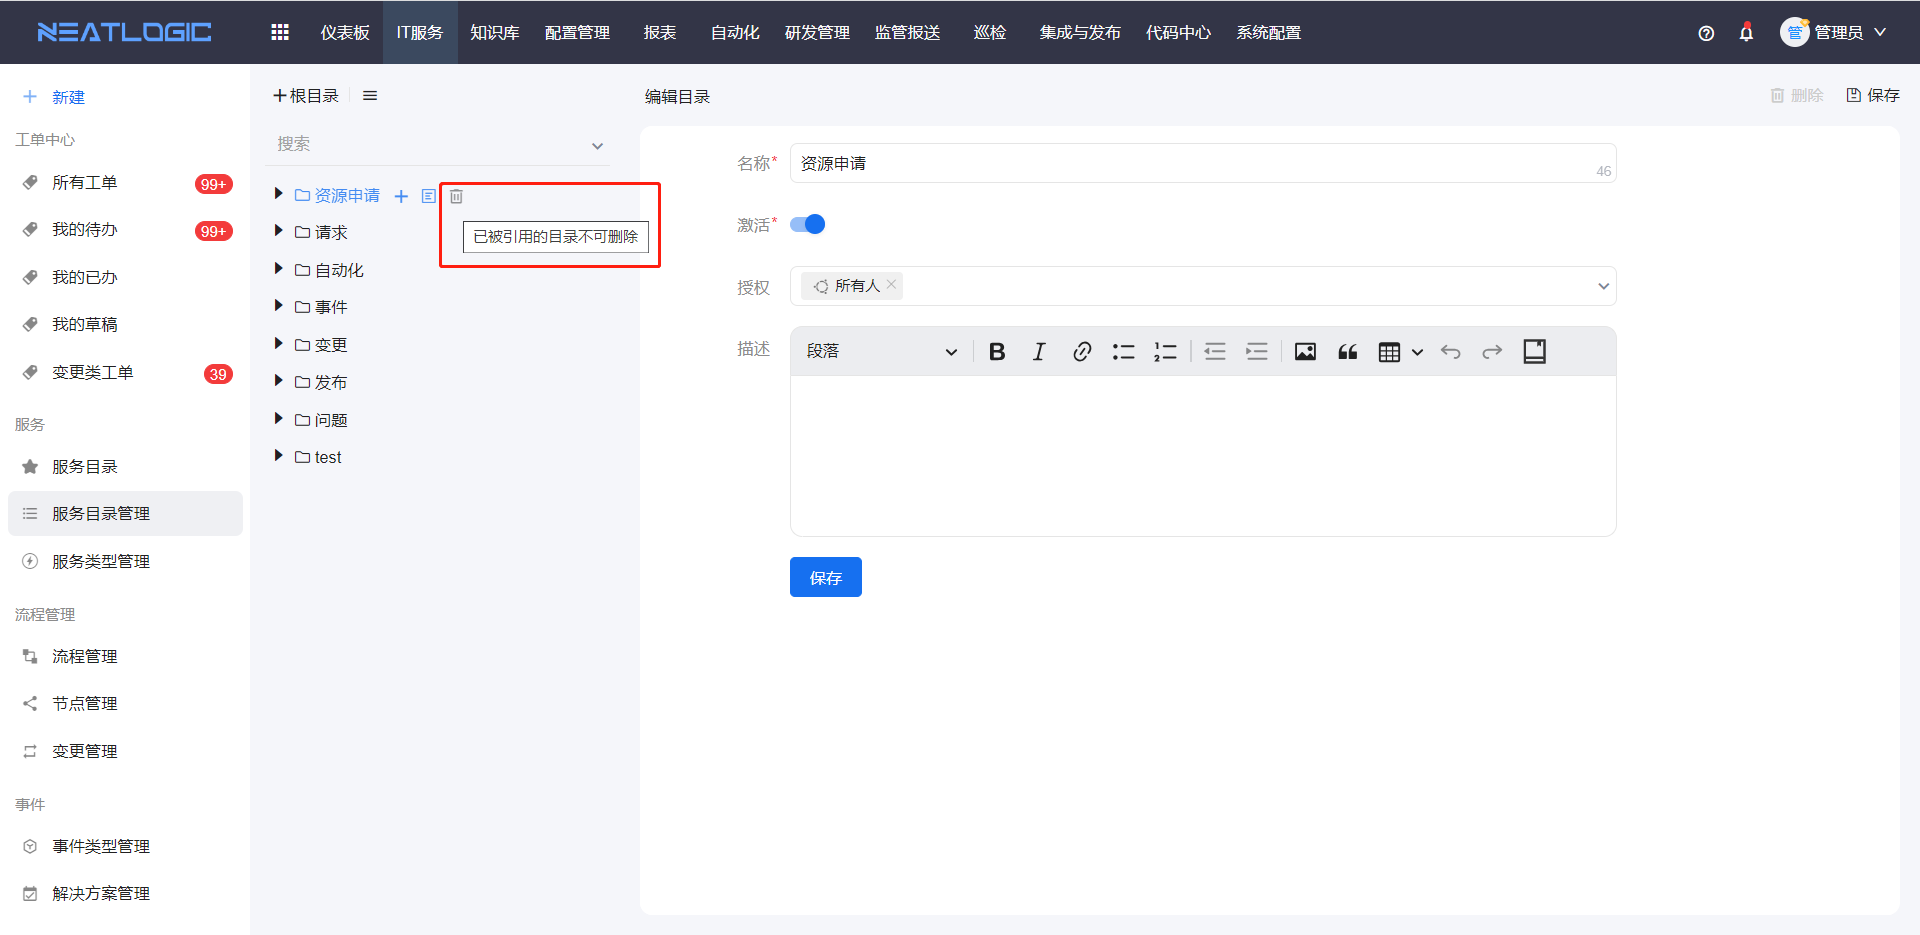 NEATLOGIC
仪表板 IT服务 知识库 配置管理 报表 自动化 研发管理 监管报送 巡检 集成与发布 代码中心 系统配置
管 管理员
新建
工单中心
所有工单 99+
我的待办 99+
我的已办
我的草稿
变更类工单 39
服务
服务目录
服务目录管理
服务类型管理
流程管理
流程管理
节点管理
变更管理
事件
事件类型管理
解决方案管理
根目录
搜索
资源申请
已被引用的目录不可删除
请求
自动化
事件
变更
发布
问题
test
编辑目录
删除 保存
名称* 资源申请 46
激活*
授权 所有人
描述 段落
保存